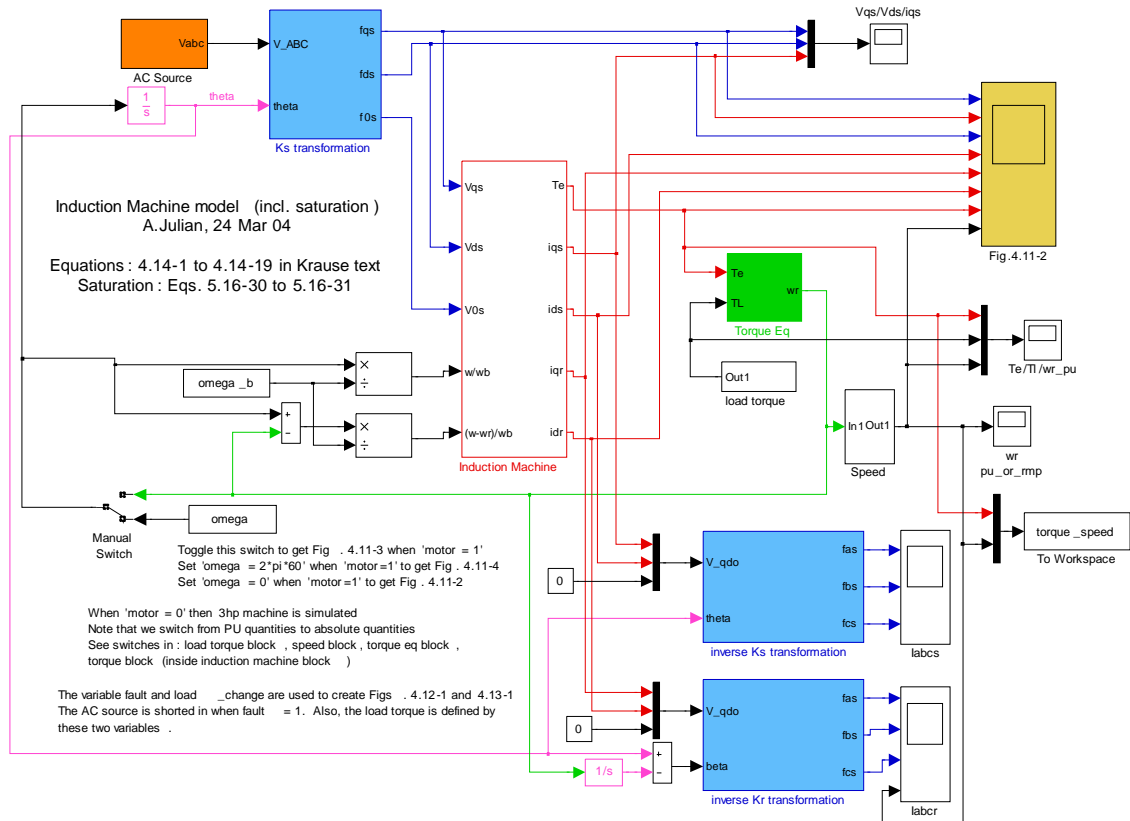 Vqs/Vds/iqs
Vabc
AC Source
V_ABC
theta
fqs
fds
f0s
Ks transformation
1
s
theta
Fig.4.11-2
Induction Machine model (incl. saturation )
A.Julian, 24 Mar 04
Equations : 4.14-1 to 4.14-19 in Krause text
Saturation : Eqs. 5.16-30 to 5.16-31
Vqs
Vds
V0s
w/wb
(w-wr)/wb
Te
iqs
ids
iqr
idr
Induction Machine
Te
TL
wr
Torque Eq
Out1
load torque
In1
Out1
Speed
Te/Tl /wr_pu
wr
pu_or_rmp
torque _speed
To Workspace
omega _b
×
÷
×
÷
+
−
omega
Manual
Switch
Toggle this switch to get Fig . 4.11-3 when 'motor = 1'
Set 'omega = 2*pi*60' when 'motor=1' to get Fig . 4.11-4
Set 'omega = 0' when 'motor=1' to get Fig . 4.11-2
When 'motor = 0' then 3hp machine is simulated
Note that we switch from PU quantities to absolute quantities
See switches in : load torque block , speed block , torque eq block ,
torque block (inside induction machine block )
The variable fault and load _change are used to create Figs . 4.12-1 and 4.13-1
The AC source is shorted in when fault = 1. Also, the load torque is defined by
these two variables .
0
V_qdo
theta
fas
fbs
fcs
inverse Ks transformation
Iabcs
0
V_qdo
beta
fas
fbs
fcs
inverse Kr transformation
Iabcr
1/s
+
−